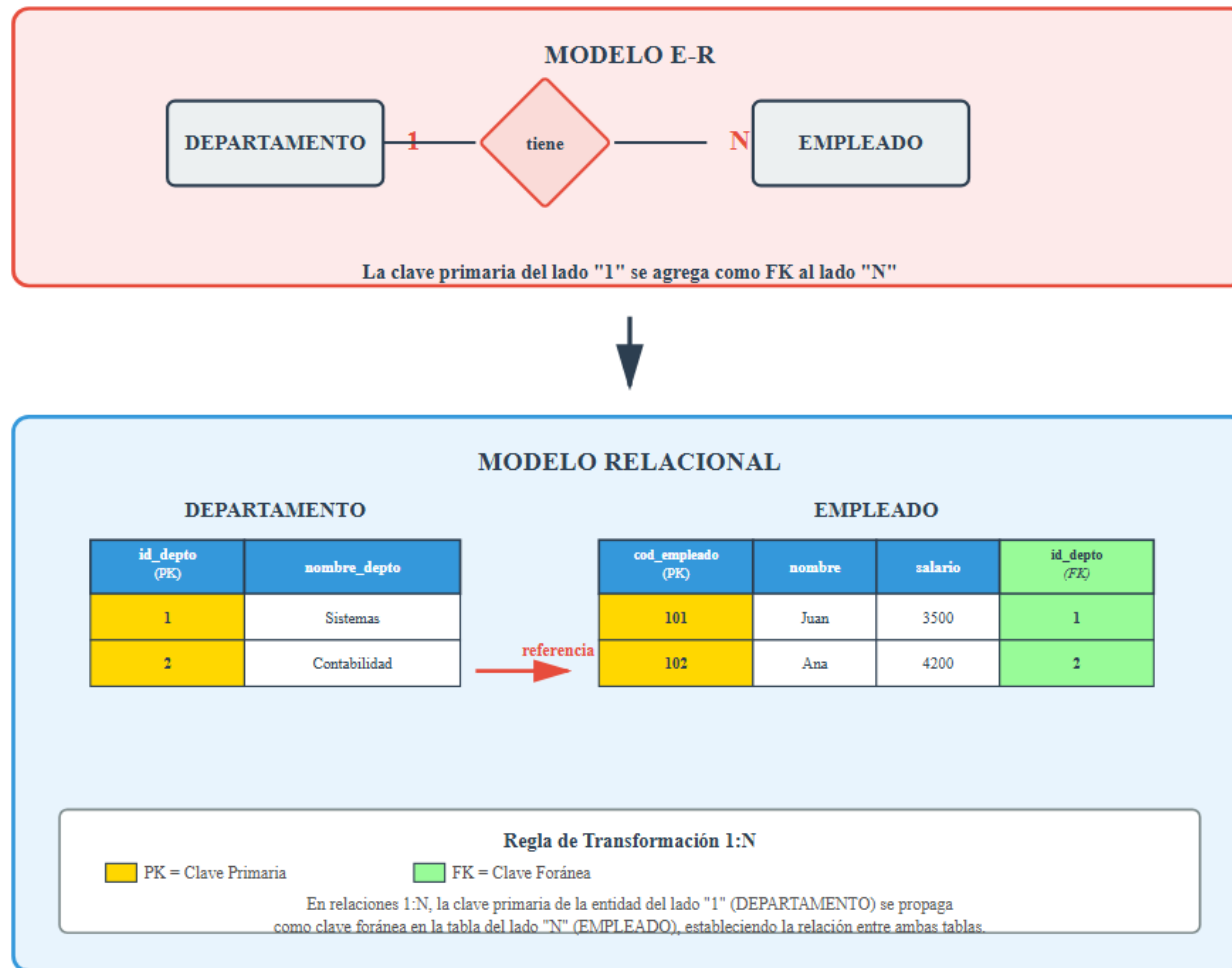 MODELO E-R
DEPARTAMENTO 1 tiene N EMPLEADO
La clave primaria del lado "1" se agrega como FK al lado "N"
MODELO RELACIONAL
DEPARTAMENTO
id_depto (PK) nombre_depto
1 Sistemas
2 Contabilidad
referencia
EMPLEADO
cod_empleado (PK) nombre salario id_depto (FK)
101 Juan 3500 1
102 Ana 4200 2
Regla de Transformación 1:N
PK = Clave Primaria FK = Clave Foránea
En relaciones 1:N, la clave primaria de la entidad del lado "1" (DEPARTAMENTO) se propaga
como clave foránea en la tabla del lado "N" (EMPLEADO), estableciendo la relación entre ambas tablas.